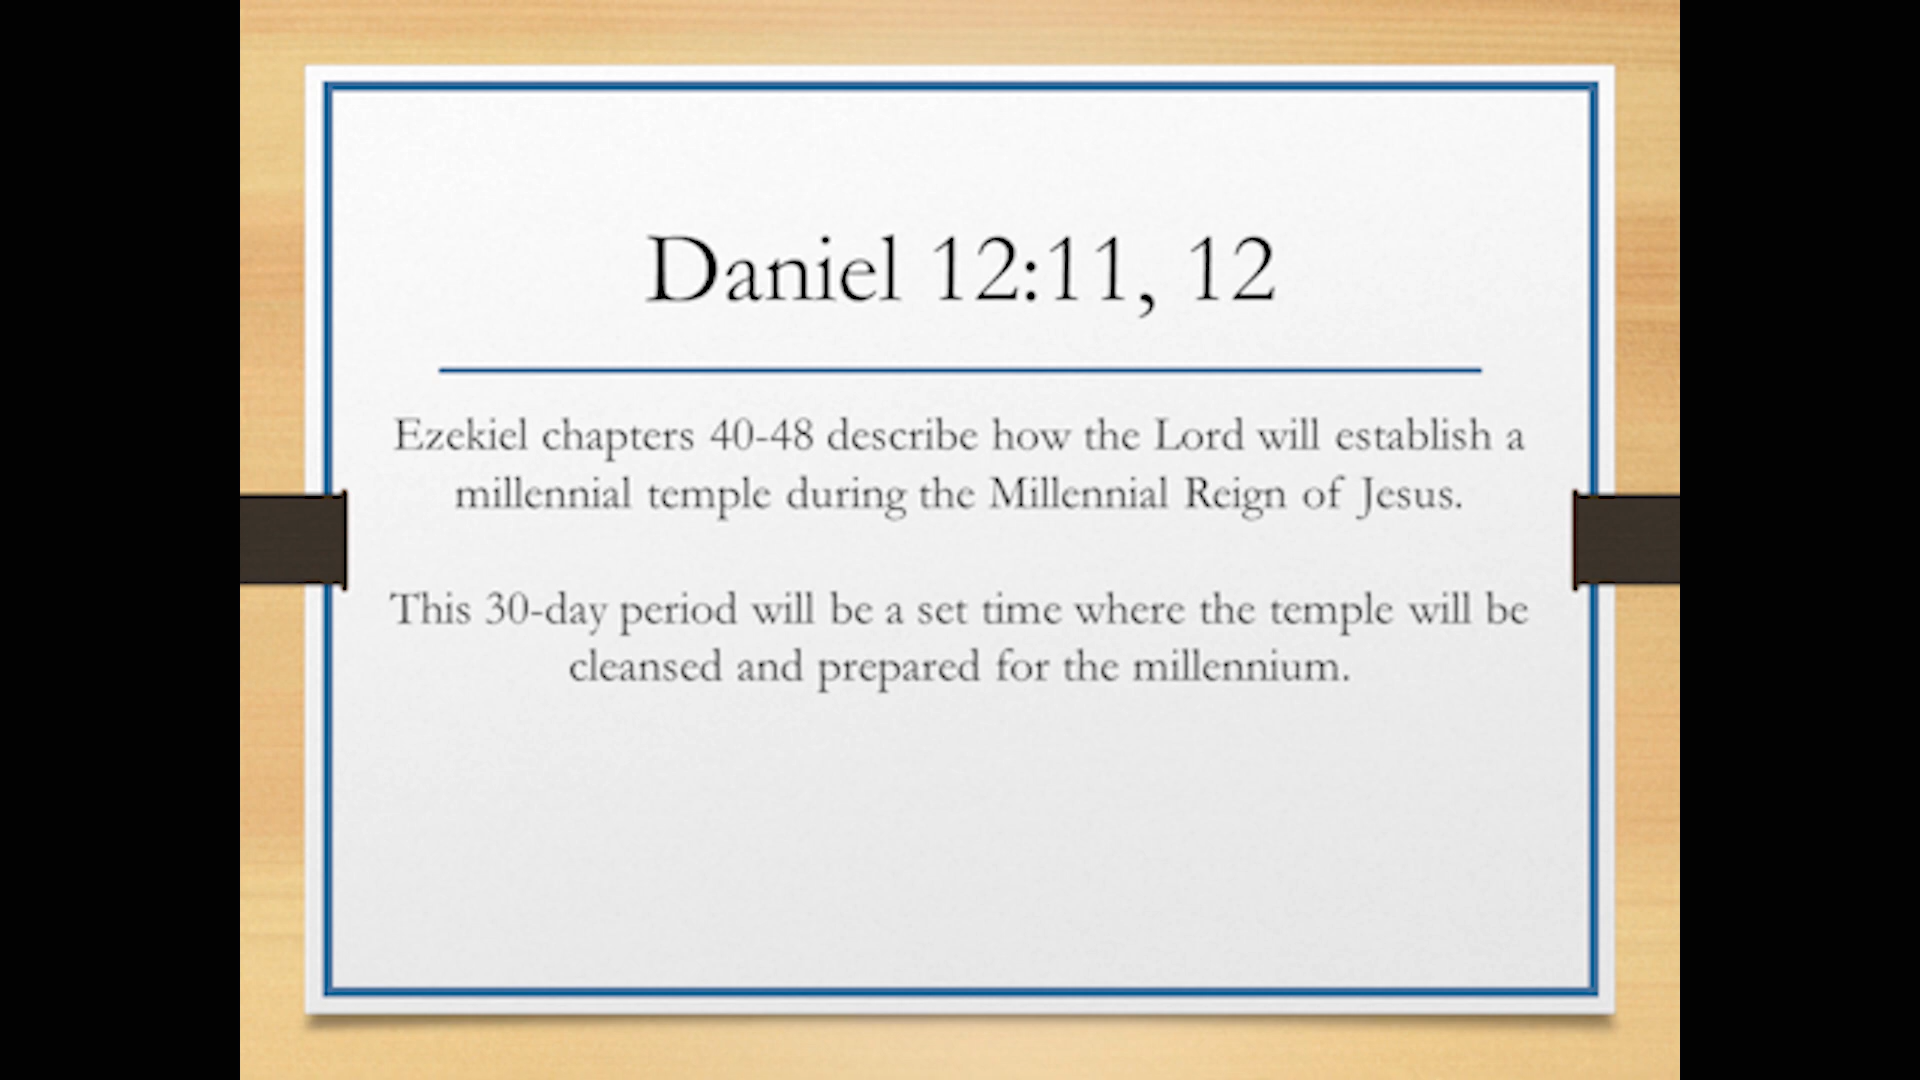 Daniel 12:11, 12
Ezekiel chapters 40-48 describe how the Lord will establish a
millennial temple during the Millennial Reign of Jesus.
This 30-day period will be a set time where the temple will be
cleansed and prepared for the millennium.